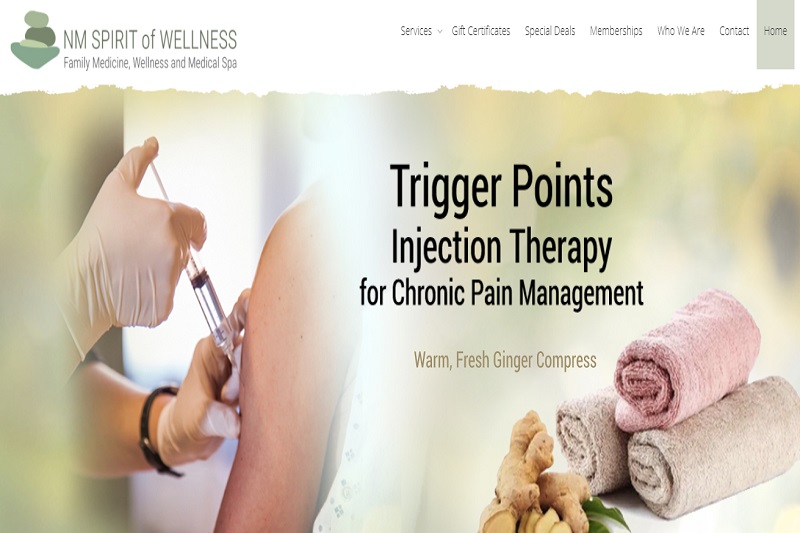 NM SPIRIT of WELLNESS
Family Medicine, Wellness and Medical Spa
Services
Gift Certificates
Special Deals
Memberships
Who We Are
Contact
Home
Trigger Points
Injection Therapy
for Chronic Pain Management
Warm, Fresh Ginger Compress